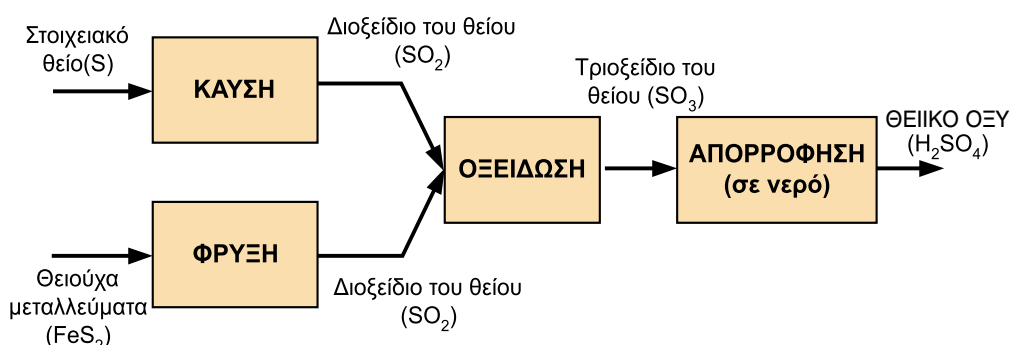 Στοιχειακό
θείο(S)
ΚΑΥΣΗ
Διοξείδιο του θείου
(SO₂)
Θειούχα
μεταλλεύματα
(FeS₂)
ΦΡΥΞΗ
Διοξείδιο του θείου
(SO₂)
ΟΞΕΙΔΩΣΗ
Τριοξείδιο του
θείου (SO₃)
ΑΠΟΡΡΟΦΗΣΗ
(σε νερό)
ΘΕΙΙΚΟ ΟΞΥ
(H₂SO₄)